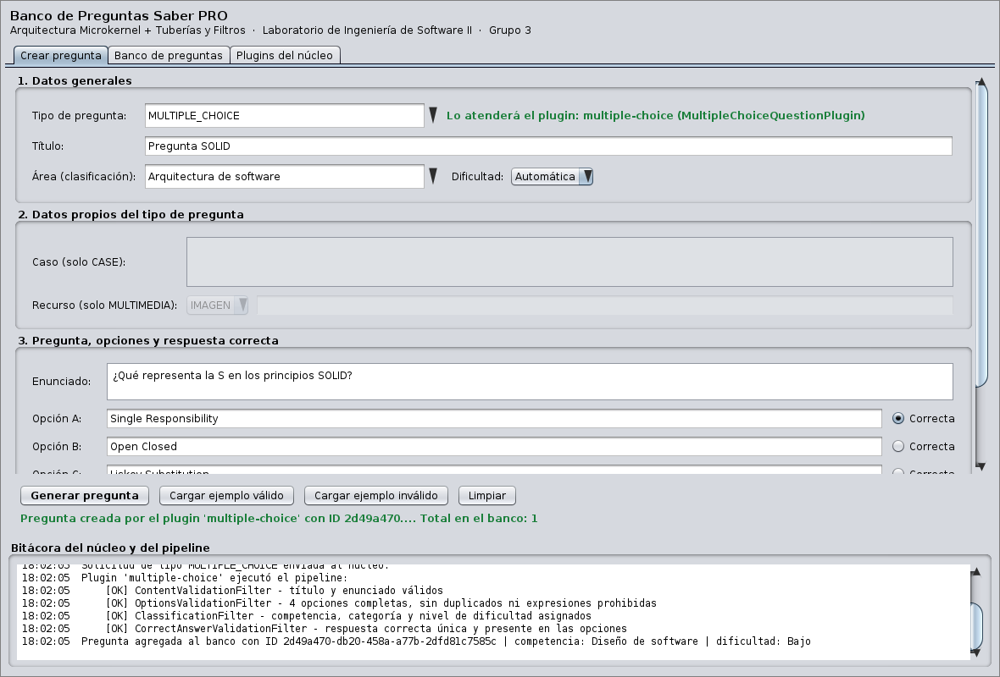 Banco de Preguntas Saber PRO
Arquitectura Microkernel + Tuberías y Filtros · Laboratorio de Ingeniería de Software II · Grupo 3
Crear pregunta Banco de preguntas Plugins del núcleo
1. Datos generales
Tipo de pregunta: MULTIPLE_CHOICE Lo atenderá el plugin: multiple-choice (MultipleChoiceQuestionPlugin)
Título: Pregunta SOLID
Área (clasificación): Arquitectura de software Dificultad: Automática
2. Datos propios del tipo de pregunta
Caso (solo CASE):
Recurso (solo MULTIMEDIA): IMAGEN
3. Pregunta, opciones y respuesta correcta
Enunciado: ¿Qué representa la S en los principios SOLID?
Opción A: Single Responsibility Correcta
Opción B: Open Closed Correcta
Opción C: Liskov Substitution Correcta
Generar pregunta Cargar ejemplo válido Cargar ejemplo inválido Limpiar
Pregunta creada por el plugin 'multiple-choice' con ID 2d49a470.... Total en el banco: 1
Bitácora del núcleo y del pipeline
18:02:05 Solicitud de tipo MULTIPLE_CHOICE enviada al núcleo.
18:02:05 Plugin 'multiple-choice' ejecutó el pipeline:
18:02:05 [OK] ContentValidationFilter - título y enunciado válidos
18:02:05 [OK] OptionsValidationFilter - 4 opciones completas, sin duplicados ni expresiones prohibidas
18:02:05 [OK] ClassificationFilter - competencia, categoría y nivel de dificultad asignados
18:02:05 [OK] CorrectAnswerValidationFilter - respuesta correcta única y presente en las opciones
18:02:05 Pregunta agregada al banco con ID 2d49a470-db20-458a-a77b-2dfd81c7585c | competencia: Diseño de software | dificultad: Bajo